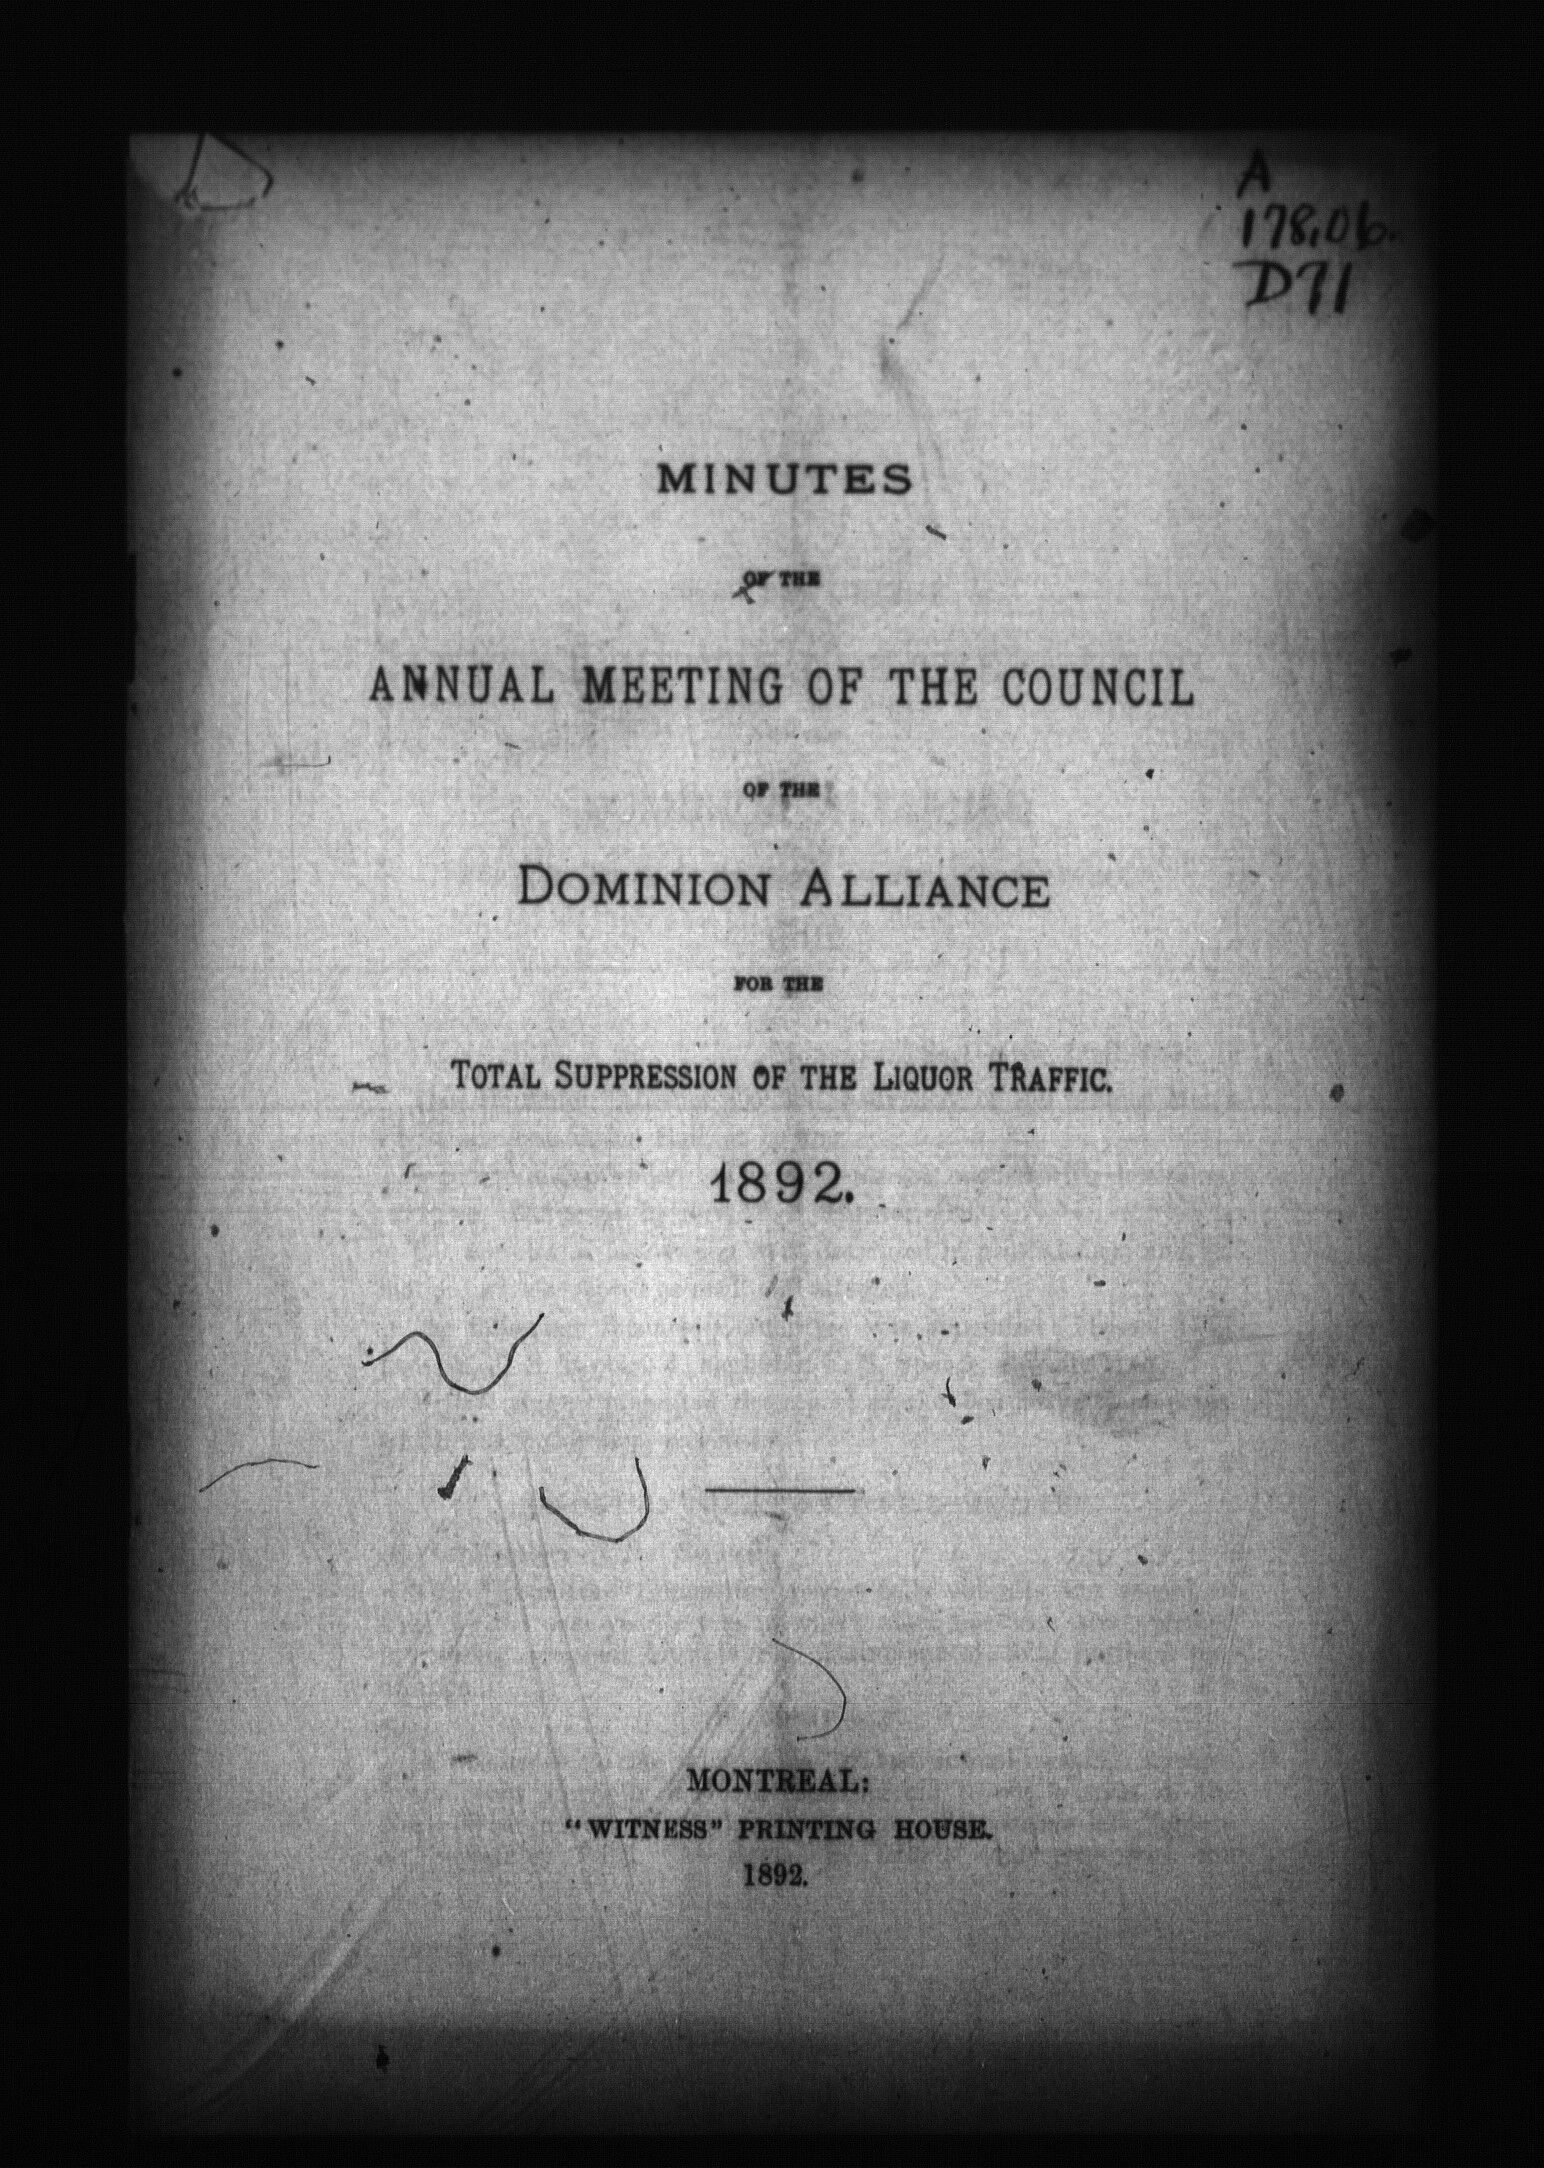 A
178.06.
D71
MINUTES
OF THE
ANNUAL MEETING OF THE COUNCIL
OF THE
DOMINION ALLIANCE
FOR THE
TOTAL SUPPRESSION OF THE LIQUOR TRAFFIC.
1892.
MONTREAL:
"WITNESS" PRINTING HOUSE.
1892.